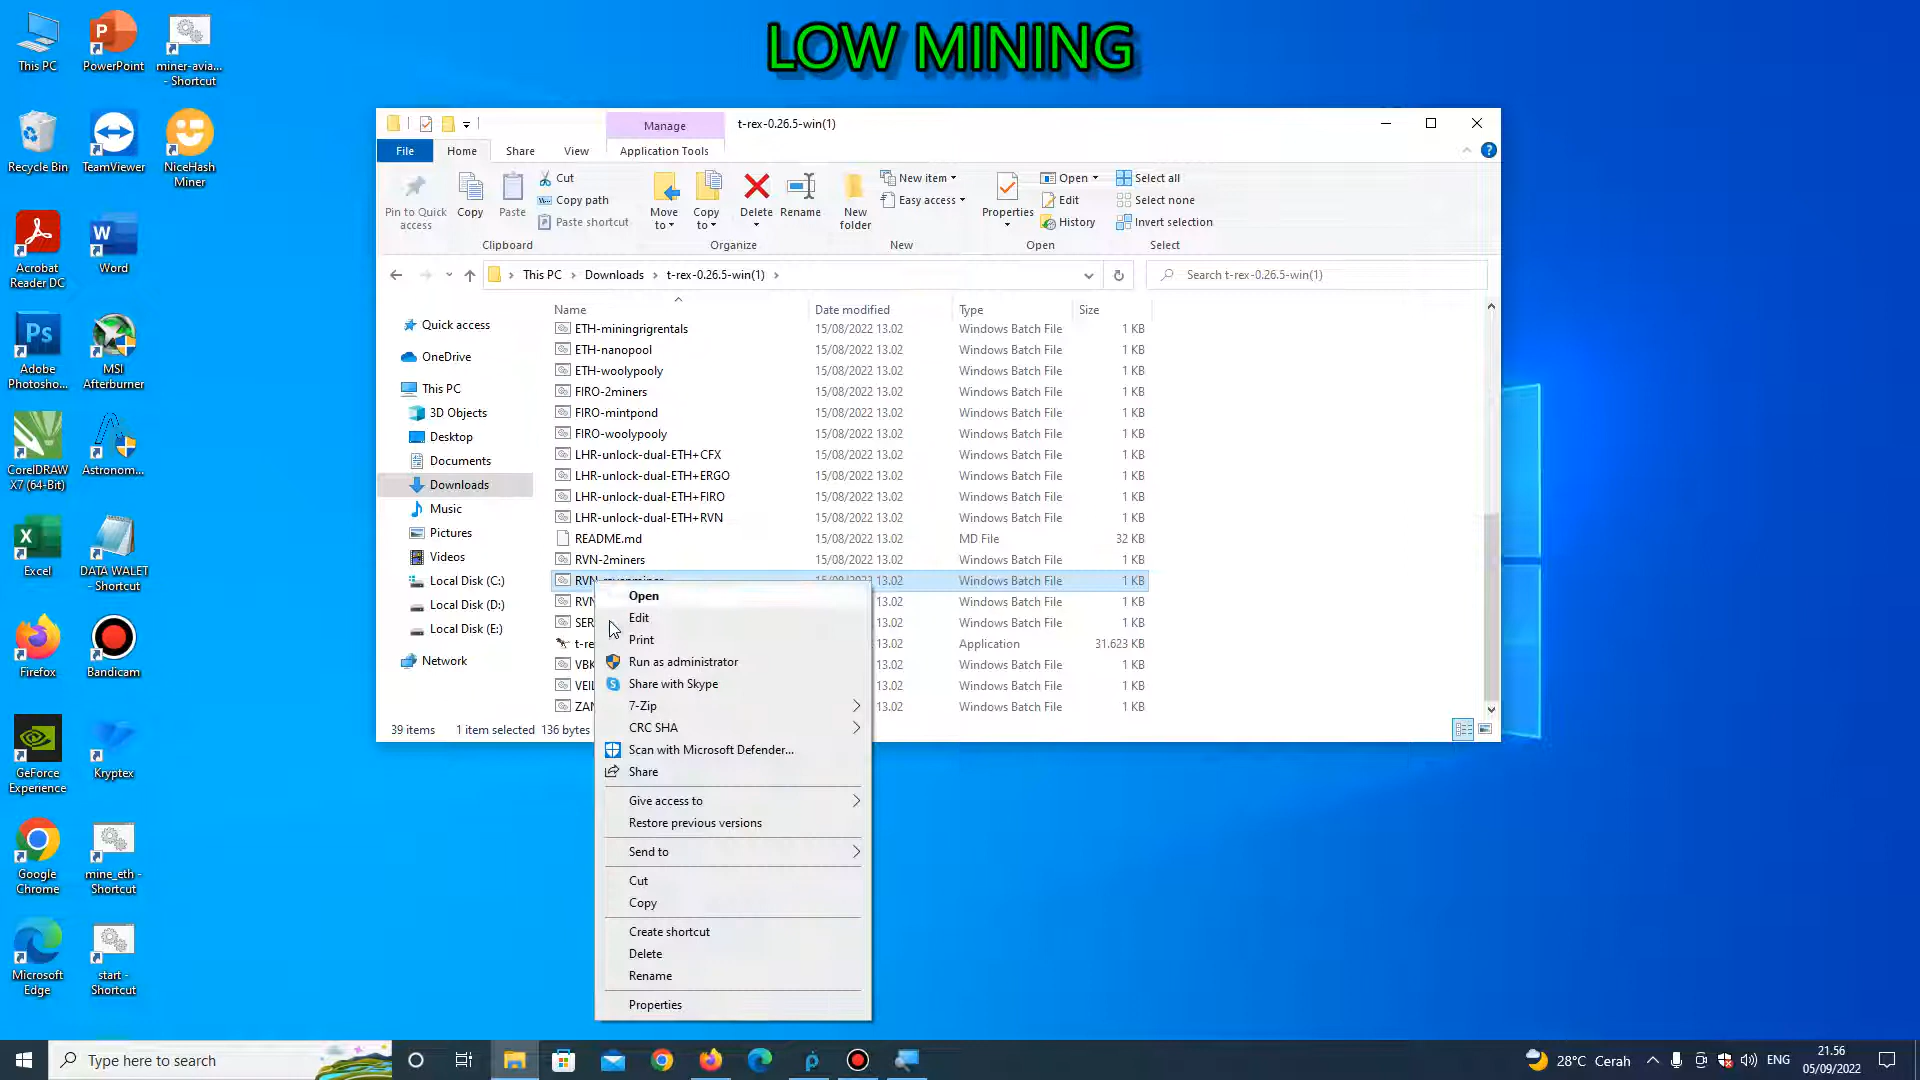 LOW MINING
This PC
PowerPoint
miner-avia...
- Shortcut
Recycle Bin
TeamViewer
NiceHash
Miner
Acrobat
Reader DC
Word
Adobe
Photosho...
MSI
Afterburner
CorelDRAW
X7 (64-Bit)
Astronom...
Excel
DATA WALET
- Shortcut
Firefox
Bandicam
GeForce
Experience
Kryptex
Google
Chrome
mine_eth -
Shortcut
Microsoft
Edge
start -
Shortcut
Manage
t-rex-0.26.5-win(1)
File
Home
Share
View
Application Tools
Pin to Quick
access
Copy
Paste
Cut
Copy path
Paste shortcut
Clipboard
Move
to
Copy
to
Delete
Rename
Organize
New
folder
New item
Easy access
New
Properties
Open
Edit
History
Open
Select all
Select none
Invert selection
Select
This PC
Downloads
t-rex-0.26.5-win(1)
Search t-rex-0.26.5-win(1)
Quick access
OneDrive
This PC
3D Objects
Desktop
Documents
Downloads
Music
Pictures
Videos
Local Disk (C:)
Local Disk (D:)
Local Disk (E:)
Network
Name Date modified Type Size
ETH-miningrigrentals 15/08/2022 13.02 Windows Batch File 1 KB
ETH-nanopool 15/08/2022 13.02 Windows Batch File 1 KB
ETH-woolypooly 15/08/2022 13.02 Windows Batch File 1 KB
FIRO-2miners 15/08/2022 13.02 Windows Batch File 1 KB
FIRO-mintpond 15/08/2022 13.02 Windows Batch File 1 KB
FIRO-woolypooly 15/08/2022 13.02 Windows Batch File 1 KB
LHR-unlock-dual-ETH+CFX 15/08/2022 13.02 Windows Batch File 1 KB
LHR-unlock-dual-ETH+ERGO 15/08/2022 13.02 Windows Batch File 1 KB
LHR-unlock-dual-ETH+FIRO 15/08/2022 13.02 Windows Batch File 1 KB
LHR-unlock-dual-ETH+RVN 15/08/2022 13.02 Windows Batch File 1 KB
README.md 15/08/2022 13.02 MD File 32 KB
RVN-2miners 15/08/2022 13.02 Windows Batch File 1 KB
13.02 Windows Batch File 1 KB
RVN 13.02 Windows Batch File 1 KB
SER 13.02 Windows Batch File 1 KB
t-re 13.02 Application 31.623 KB
VBK 13.02 Windows Batch File 1 KB
VEIL 13.02 Windows Batch File 1 KB
ZAN 13.02 Windows Batch File 1 KB
39 items 1 item selected 136 bytes
Open
Edit
Print
Run as administrator
Share with Skype
7-Zip
CRC SHA
Scan with Microsoft Defender...
Share
Give access to
Restore previous versions
Send to
Cut
Copy
Create shortcut
Delete
Rename
Properties
Type here to search
28°C Cerah
ENG
21.56
05/09/2022